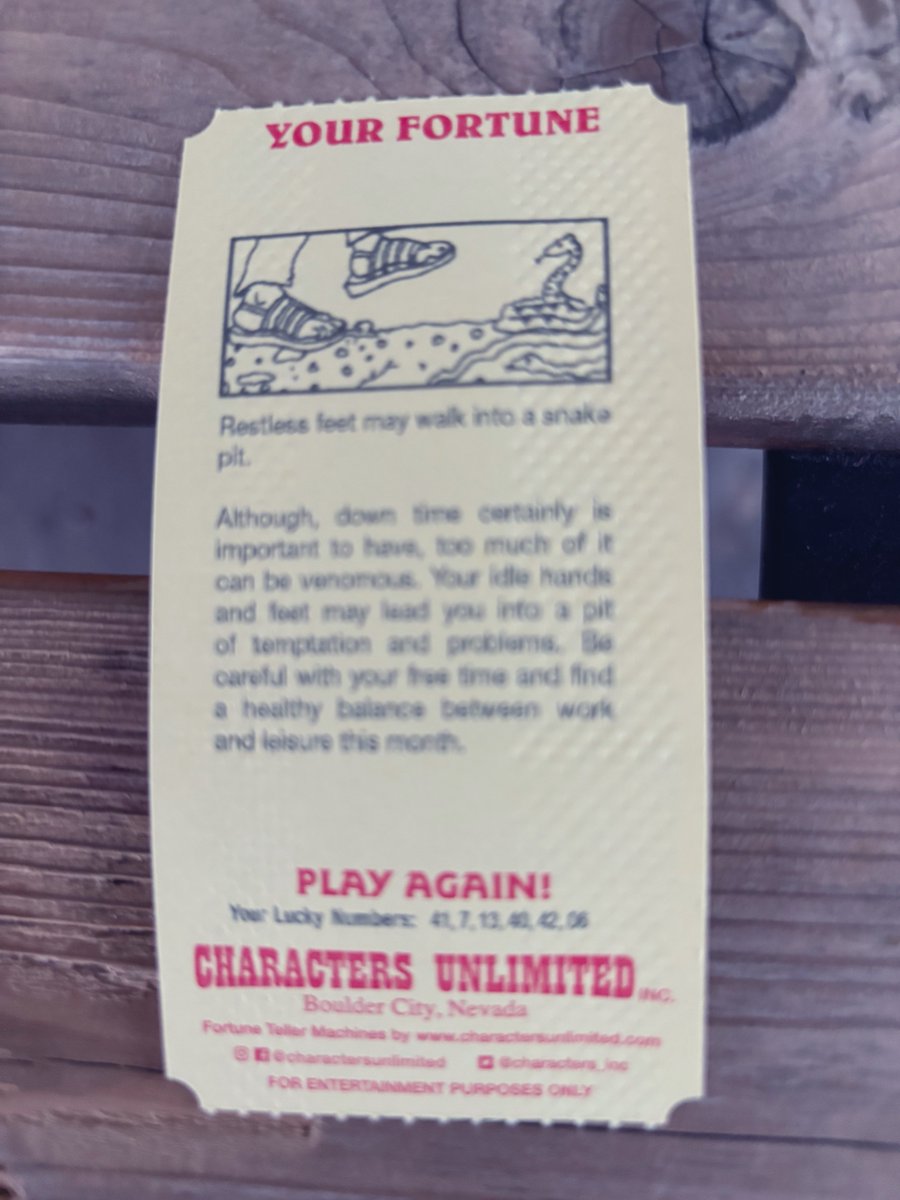 YOUR FORTUNE
Restless feet may walk into a snake
pit.
Although, down time certainly is
important to have, too much of it
can be venomous. Your idle hands
and feet may lead you into a pit
of temptation and problems. Be
careful with your free time and find
a healthy balance between work
and leisure this month.
PLAY AGAIN!
Your Lucky Numbers: 41, 7, 13, 40, 42,
CHARACTERS UNLIMITED INC.
Boulder City, Nevada
Fortune Teller Machines by www.charactersunlimited.com
@charactersunlimited @characters_inc
FOR ENTERTAINMENT PURPOSES ONLY